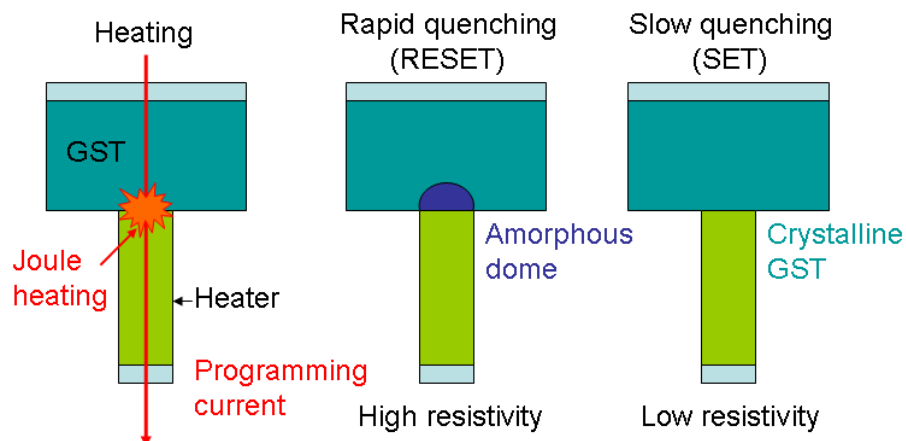 Heating
GST
Joule
heating
Heater
Programming
current
Rapid quenching
(RESET)
Amorphous
dome
High resistivity
Slow quenching
(SET)
Crystalline
GST
Low resistivity